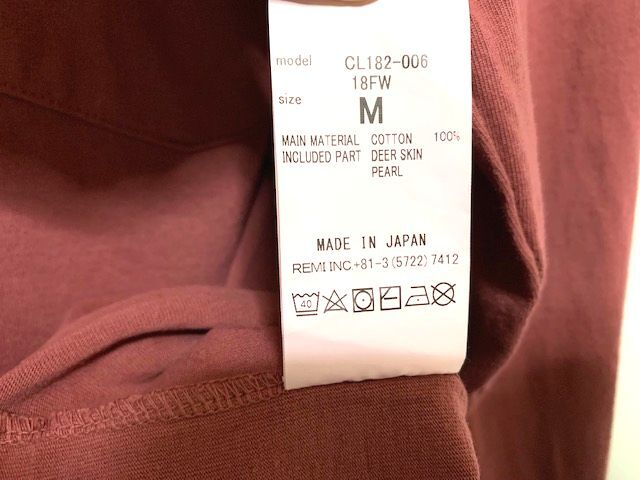 model CL182-006
18FW
size M
MAIN MATERIAL COTTON 100%
INCLUDED PART DEER SKIN
PEARL
MADE IN JAPAN
REMI INC +81-3(5722)7412
40